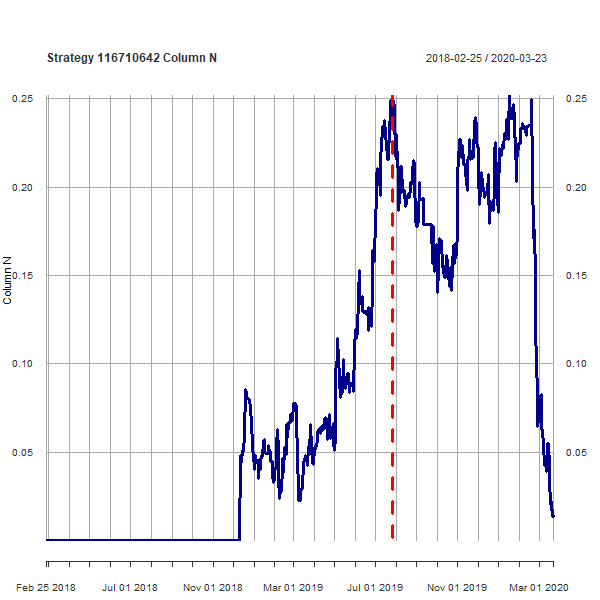 Strategy 116710642 Column N
2018-02-25 / 2020-03-23
0.25
0.25
0.20
0.20
0.15
0.15
0.10
0.10
0.05
0.05
Column N
Feb 25 2018
Jul 01 2018
Nov 01 2018
Mar 01 2019
Jul 01 2019
Nov 01 2019
Mar 01 2020